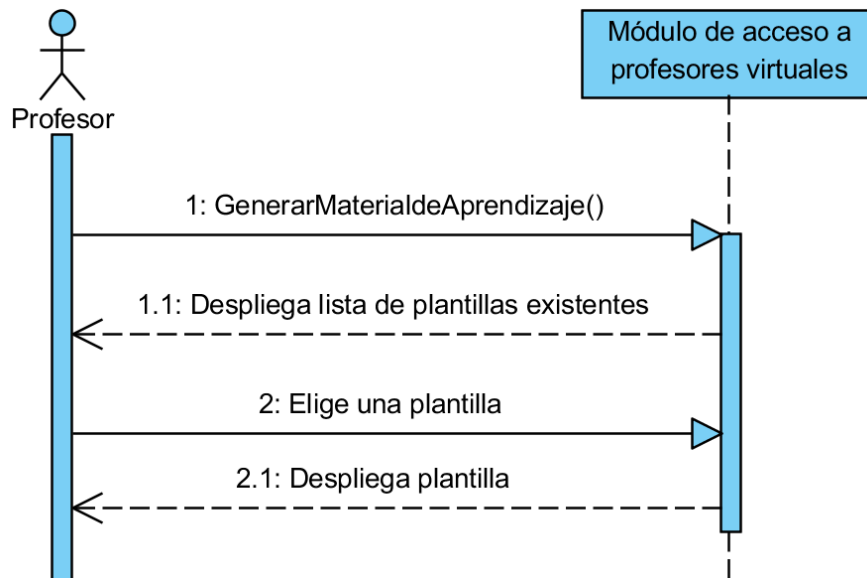 Módulo de acceso a
profesores virtuales
Profesor
1: GenerarMaterialdeAprendizaje()
1.1: Despliega lista de plantillas existentes
2: Elige una plantilla
2.1: Despliega plantilla